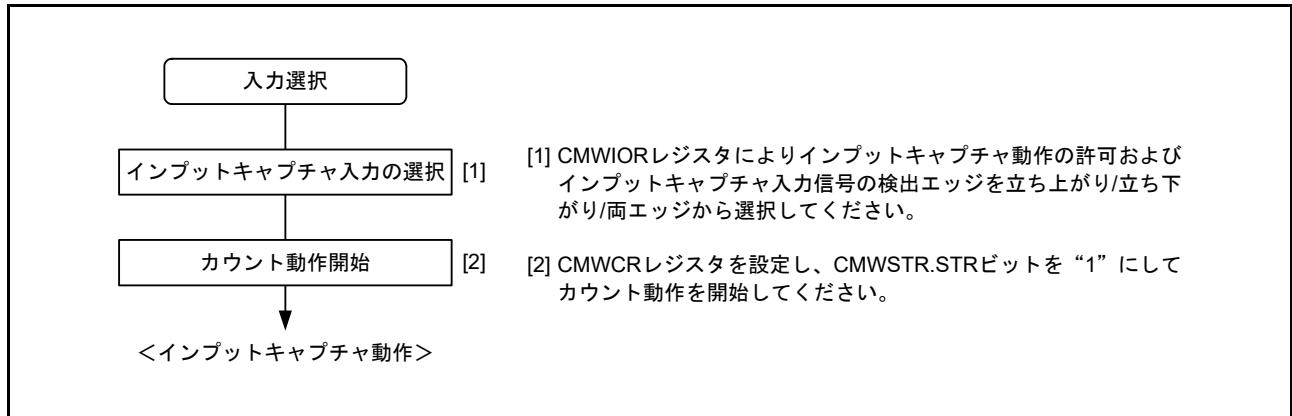 入力選択
インプットキャプチャ入力の選択 [1]
[1] CMWIORレジスタによりインプットキャプチャ動作の許可および
インプットキャプチャ入力信号の検出エッジを立ち上がり/立ち下
がり/両エッジから選択してください。
カウント動作開始 [2]
[2] CMWCRレジスタを設定し、CMWSTR.STRビットを“1”にして
カウント動作を開始してください。
＜インプットキャプチャ動作＞